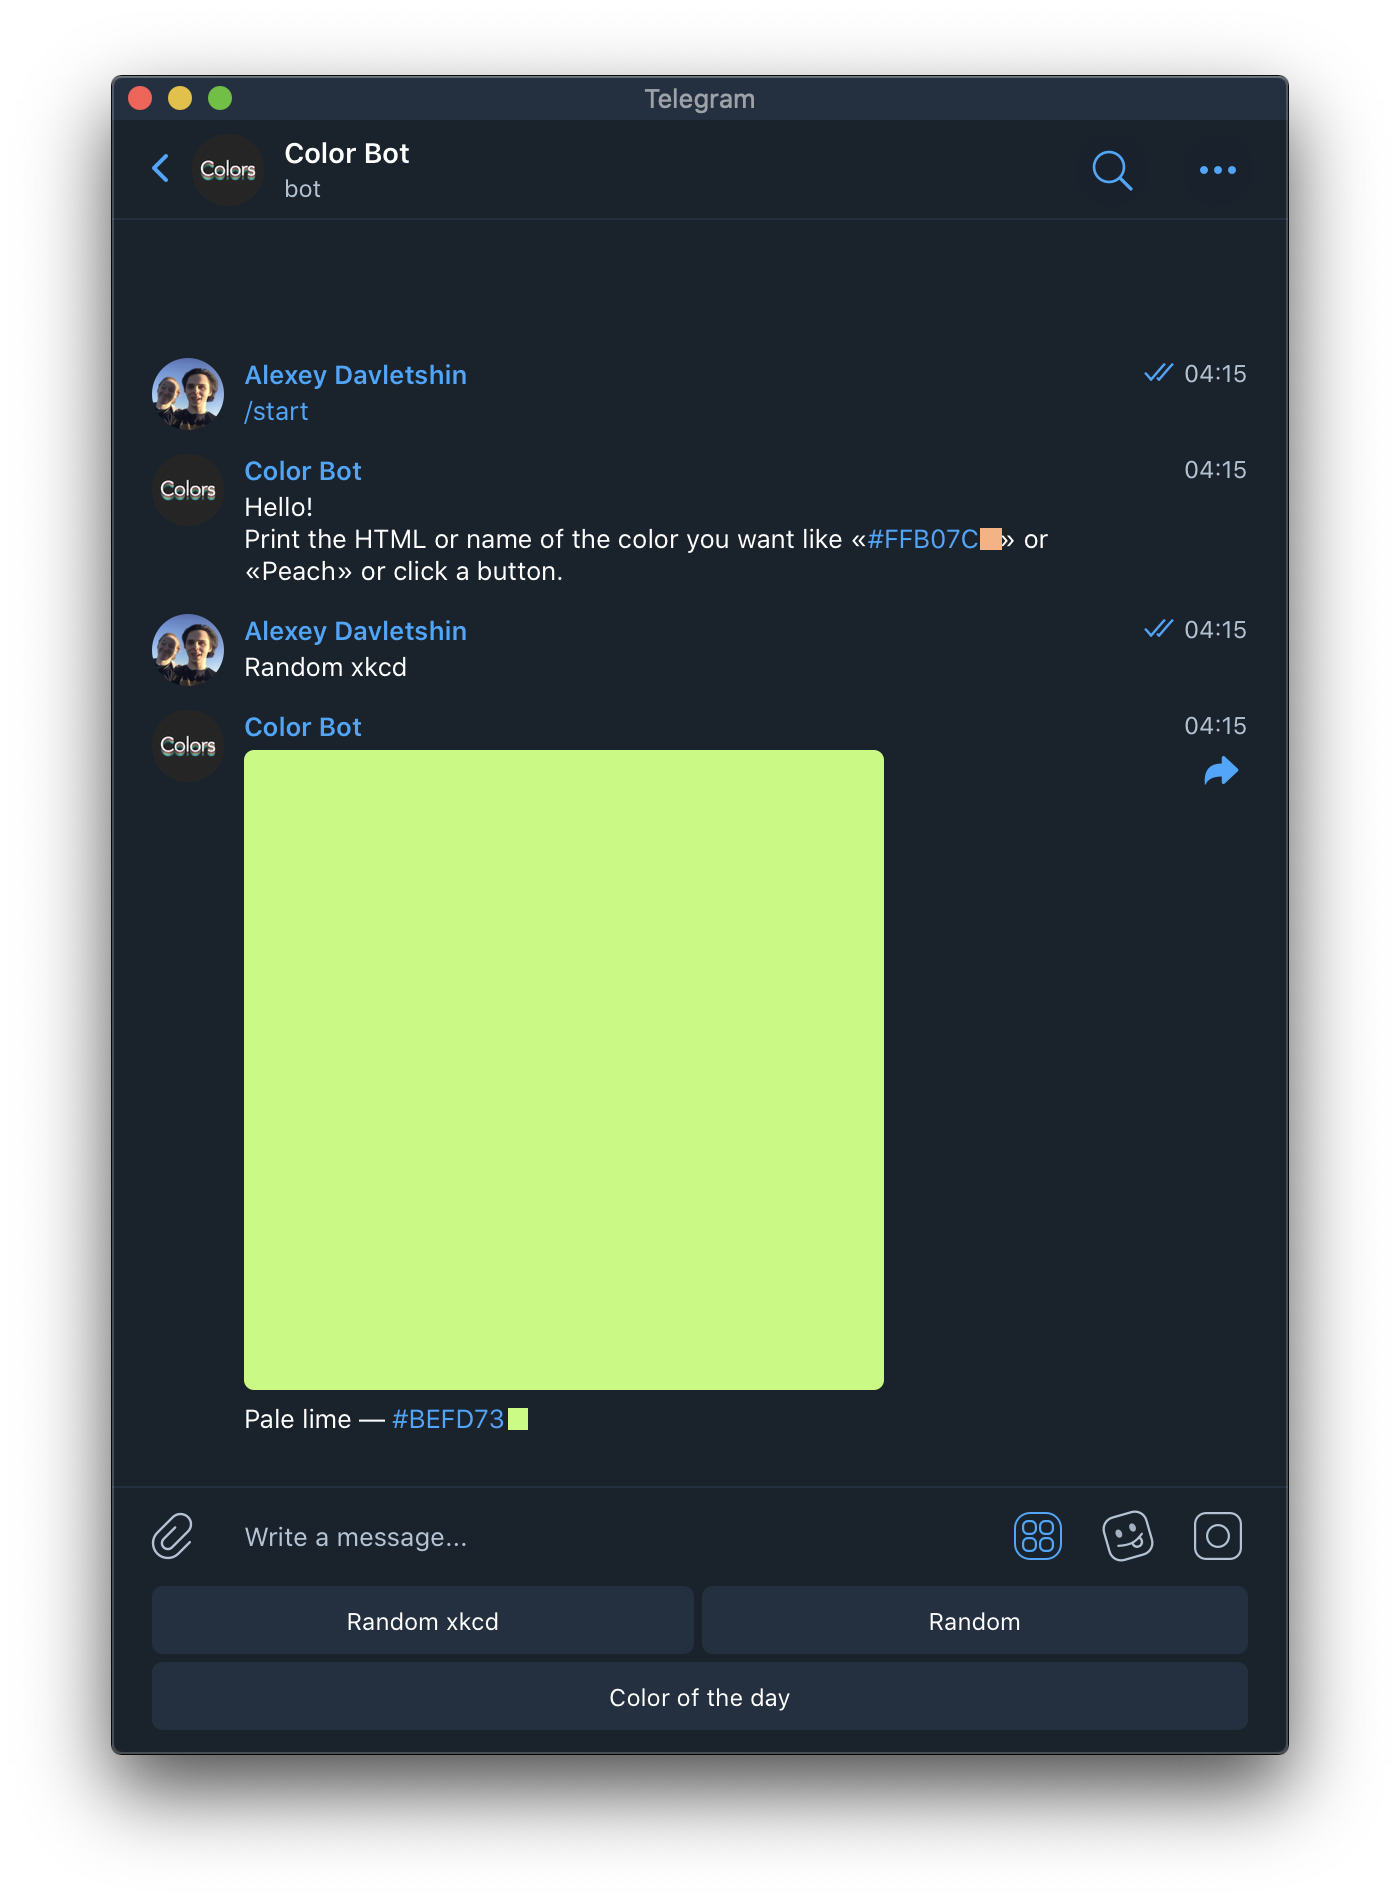 Telegram
Colors
Color Bot
bot
Alexey Davletshin
04:15
/start
Colors
Color Bot
04:15
Hello!
Print the HTML or name of the color you want like «#FFB07C» or
«Peach» or click a button.
Alexey Davletshin
04:15
Random xkcd
Colors
Color Bot
04:15
Pale lime — #BEFD73
Write a message...
Random xkcd
Random
Color of the day